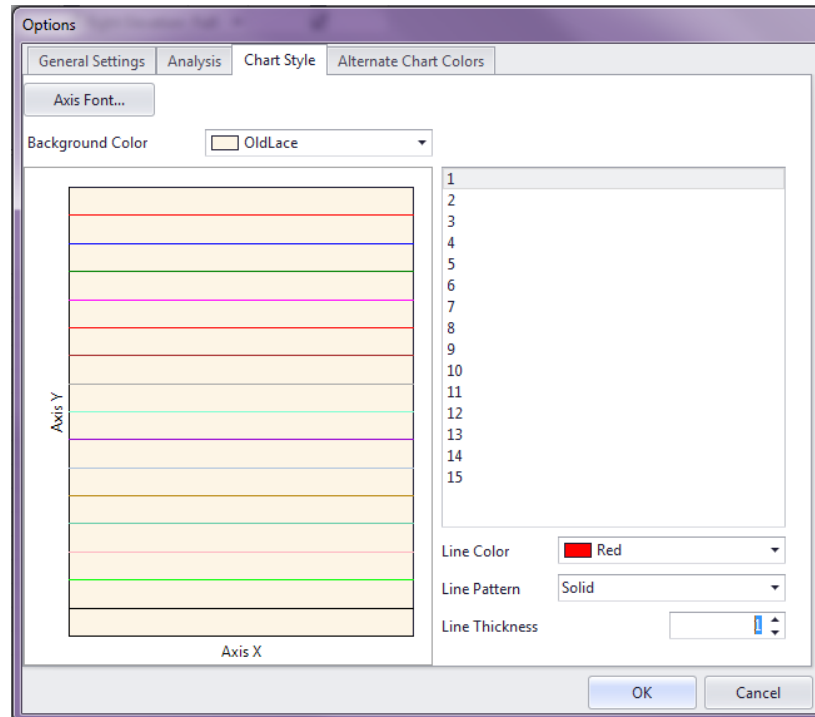 Options
General Settings Analysis Chart Style Alternate Chart Colors
Axis Font...
Background Color OldLace
1
2
3
4
5
6
7
8
9
10
11
12
13
14
15
Axis Y
Axis X
Line Color Red
Line Pattern Solid
Line Thickness 1
OK Cancel